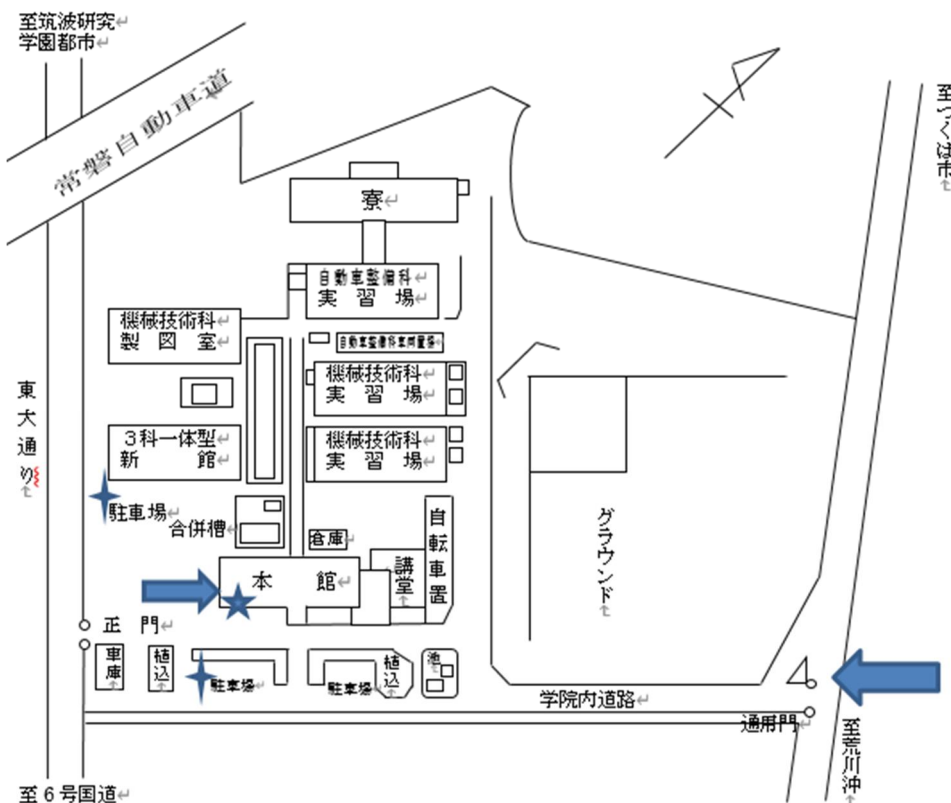 至筑波研究
学園都市
常磐自動車道
至つくば市
寮
自動車整備科
実習場
機械技術科
製図室
自動車整備科車両置場
機械技術科
実習場
東大通り
3科一体型
新館
機械技術科
実習場
駐車場
合併槽
倉庫
自転車置
講堂
本館
グラウンド
正門
車庫
植込
駐車場
駐車場
植込
池
学院内道路
通用門
至荒川沖
至6号国道